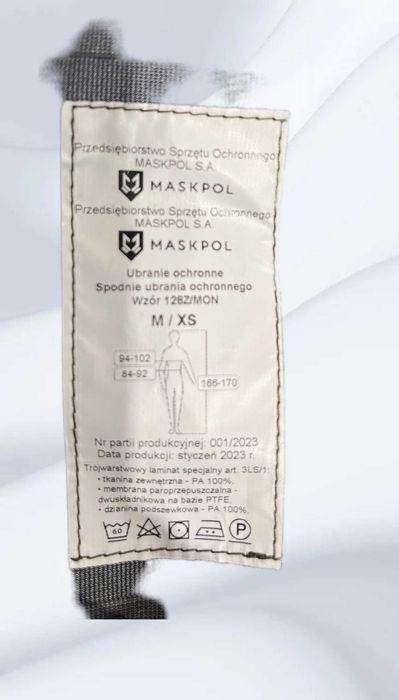 Przedsiębiorstwo Sprzętu Ochronnego
MASKPOL S.A.
MASKPOL
Przedsiębiorstwo Sprzętu Ochronnego
MASKPOL S.A.
MASKPOL
Ubranie ochronne
Spodnie ubrania ochronnego
Wzór 128Z/MON
M / XS
94-102
84-92
166-170
Nr partii produkcyjnej: 001/2023
Data produkcji: styczeń 2023 r.
Trójwarstwowy laminat specjalny art. 3LS/1:
• tkanina zewnętrzna - PA 100%.
• membrana paroprzepuszczalna -
dwuskładnikowa na bazie PTFE,
• dzianina podszewkowa - PA 100%.
60
P